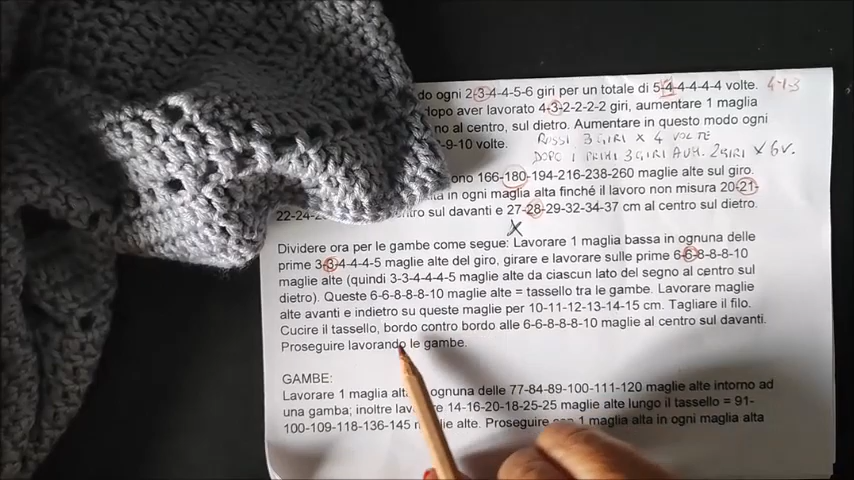 do ogni 2-3-4-4-5-6 giri per un totale di 5-4-4-4-4-4 volte. 4-1-3
dopo aver lavorato 4-3-2-2-2-2 giri, aumentare 1 maglia
no al centro, sul dietro. Aumentare in questo modo ogni
-9-10 volte. ROSSI 3 GIRI X 4 VOLTE
DOPO I PRIMI 3 GIRI AUM. 2 GIRI X 6 V.
ono 166-180-194-216-238-260 maglie alte sul giro.
ta in ogni maglia alta finché il lavoro non misura 20-21-
22-24- sul davanti e 27-28-29-32-34-37 cm al centro sul dietro.
X
Dividere ora per le gambe come segue: Lavorare 1 maglia bassa in ognuna delle
prime 3-3-4-4-4-5 maglie alte del giro, girare e lavorare sulle prime 6-6-8-8-8-10
maglie alte (quindi 3-3-4-4-4-5 maglie alte da ciascun lato del segno al centro sul
dietro). Queste 6-6-8-8-8-10 maglie alte = tassello tra le gambe. Lavorare maglie
alte avanti e indietro su queste maglie per 10-11-12-13-14-15 cm. Tagliare il filo.
Cucire il tassello, bordo contro bordo alle 6-6-8-8-8-10 maglie al centro sul davanti.
Proseguire lavorando le gambe.
GAMBE:
Lavorare 1 maglia alta ognuna delle 77-84-89-100-111-120 maglie alte intorno ad
una gamba; inoltre 14-16-20-18-25-25 maglie alte lungo il tassello = 91-
100-109-118-136-145 maglie alte. Proseguire con 1 maglia alta in ogni maglia alta